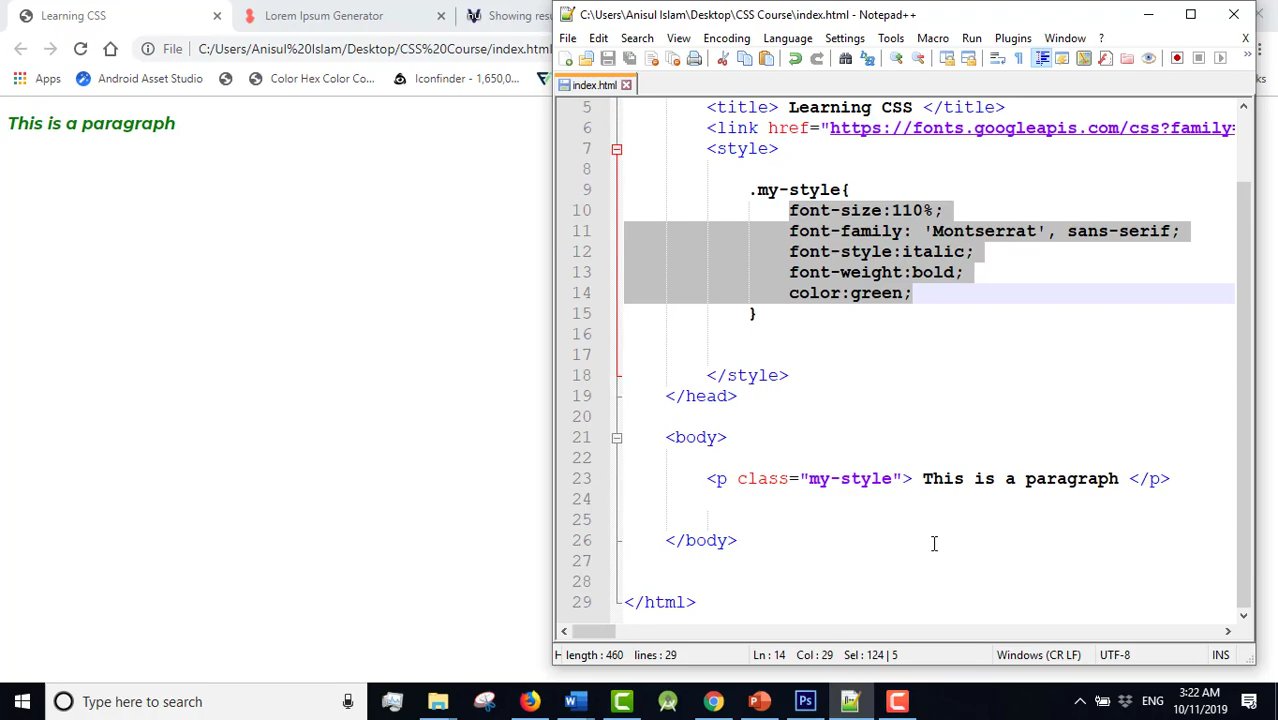 Learning CSS
Lorem Ipsum Generator
Showing resu
File C:/Users/Anisul%20Islam/Desktop/CSS%20Course/index.html
Apps Android Asset Studio Color Hex Color Co... Iconfinder - 1,650,0...
This is a paragraph
C:\Users\Anisul Islam\Desktop\CSS Course\index.html - Notepad++
File Edit Search View Encoding Language Settings Tools Macro Run Plugins Window ? X
index.html
5 <title> Learning CSS </title>
6 <link href="https://fonts.googleapis.com/css?family=
7 <style>
8
9 .my-style{
10 font-size:110%;
11 font-family: 'Montserrat', sans-serif;
12 font-style:italic;
13 font-weight:bold;
14 color:green;
15 }
16
17
18 </style>
19 </head>
20
21 <body>
22
23 <p class="my-style"> This is a paragraph </p>
24
25
26 </body>
27
28
29 </html>
length : 460 lines : 29 Ln : 14 Col : 29 Sel : 124 | 5 Windows (CR LF) UTF-8 INS
Type here to search
ENG
3:22 AM
10/11/2019